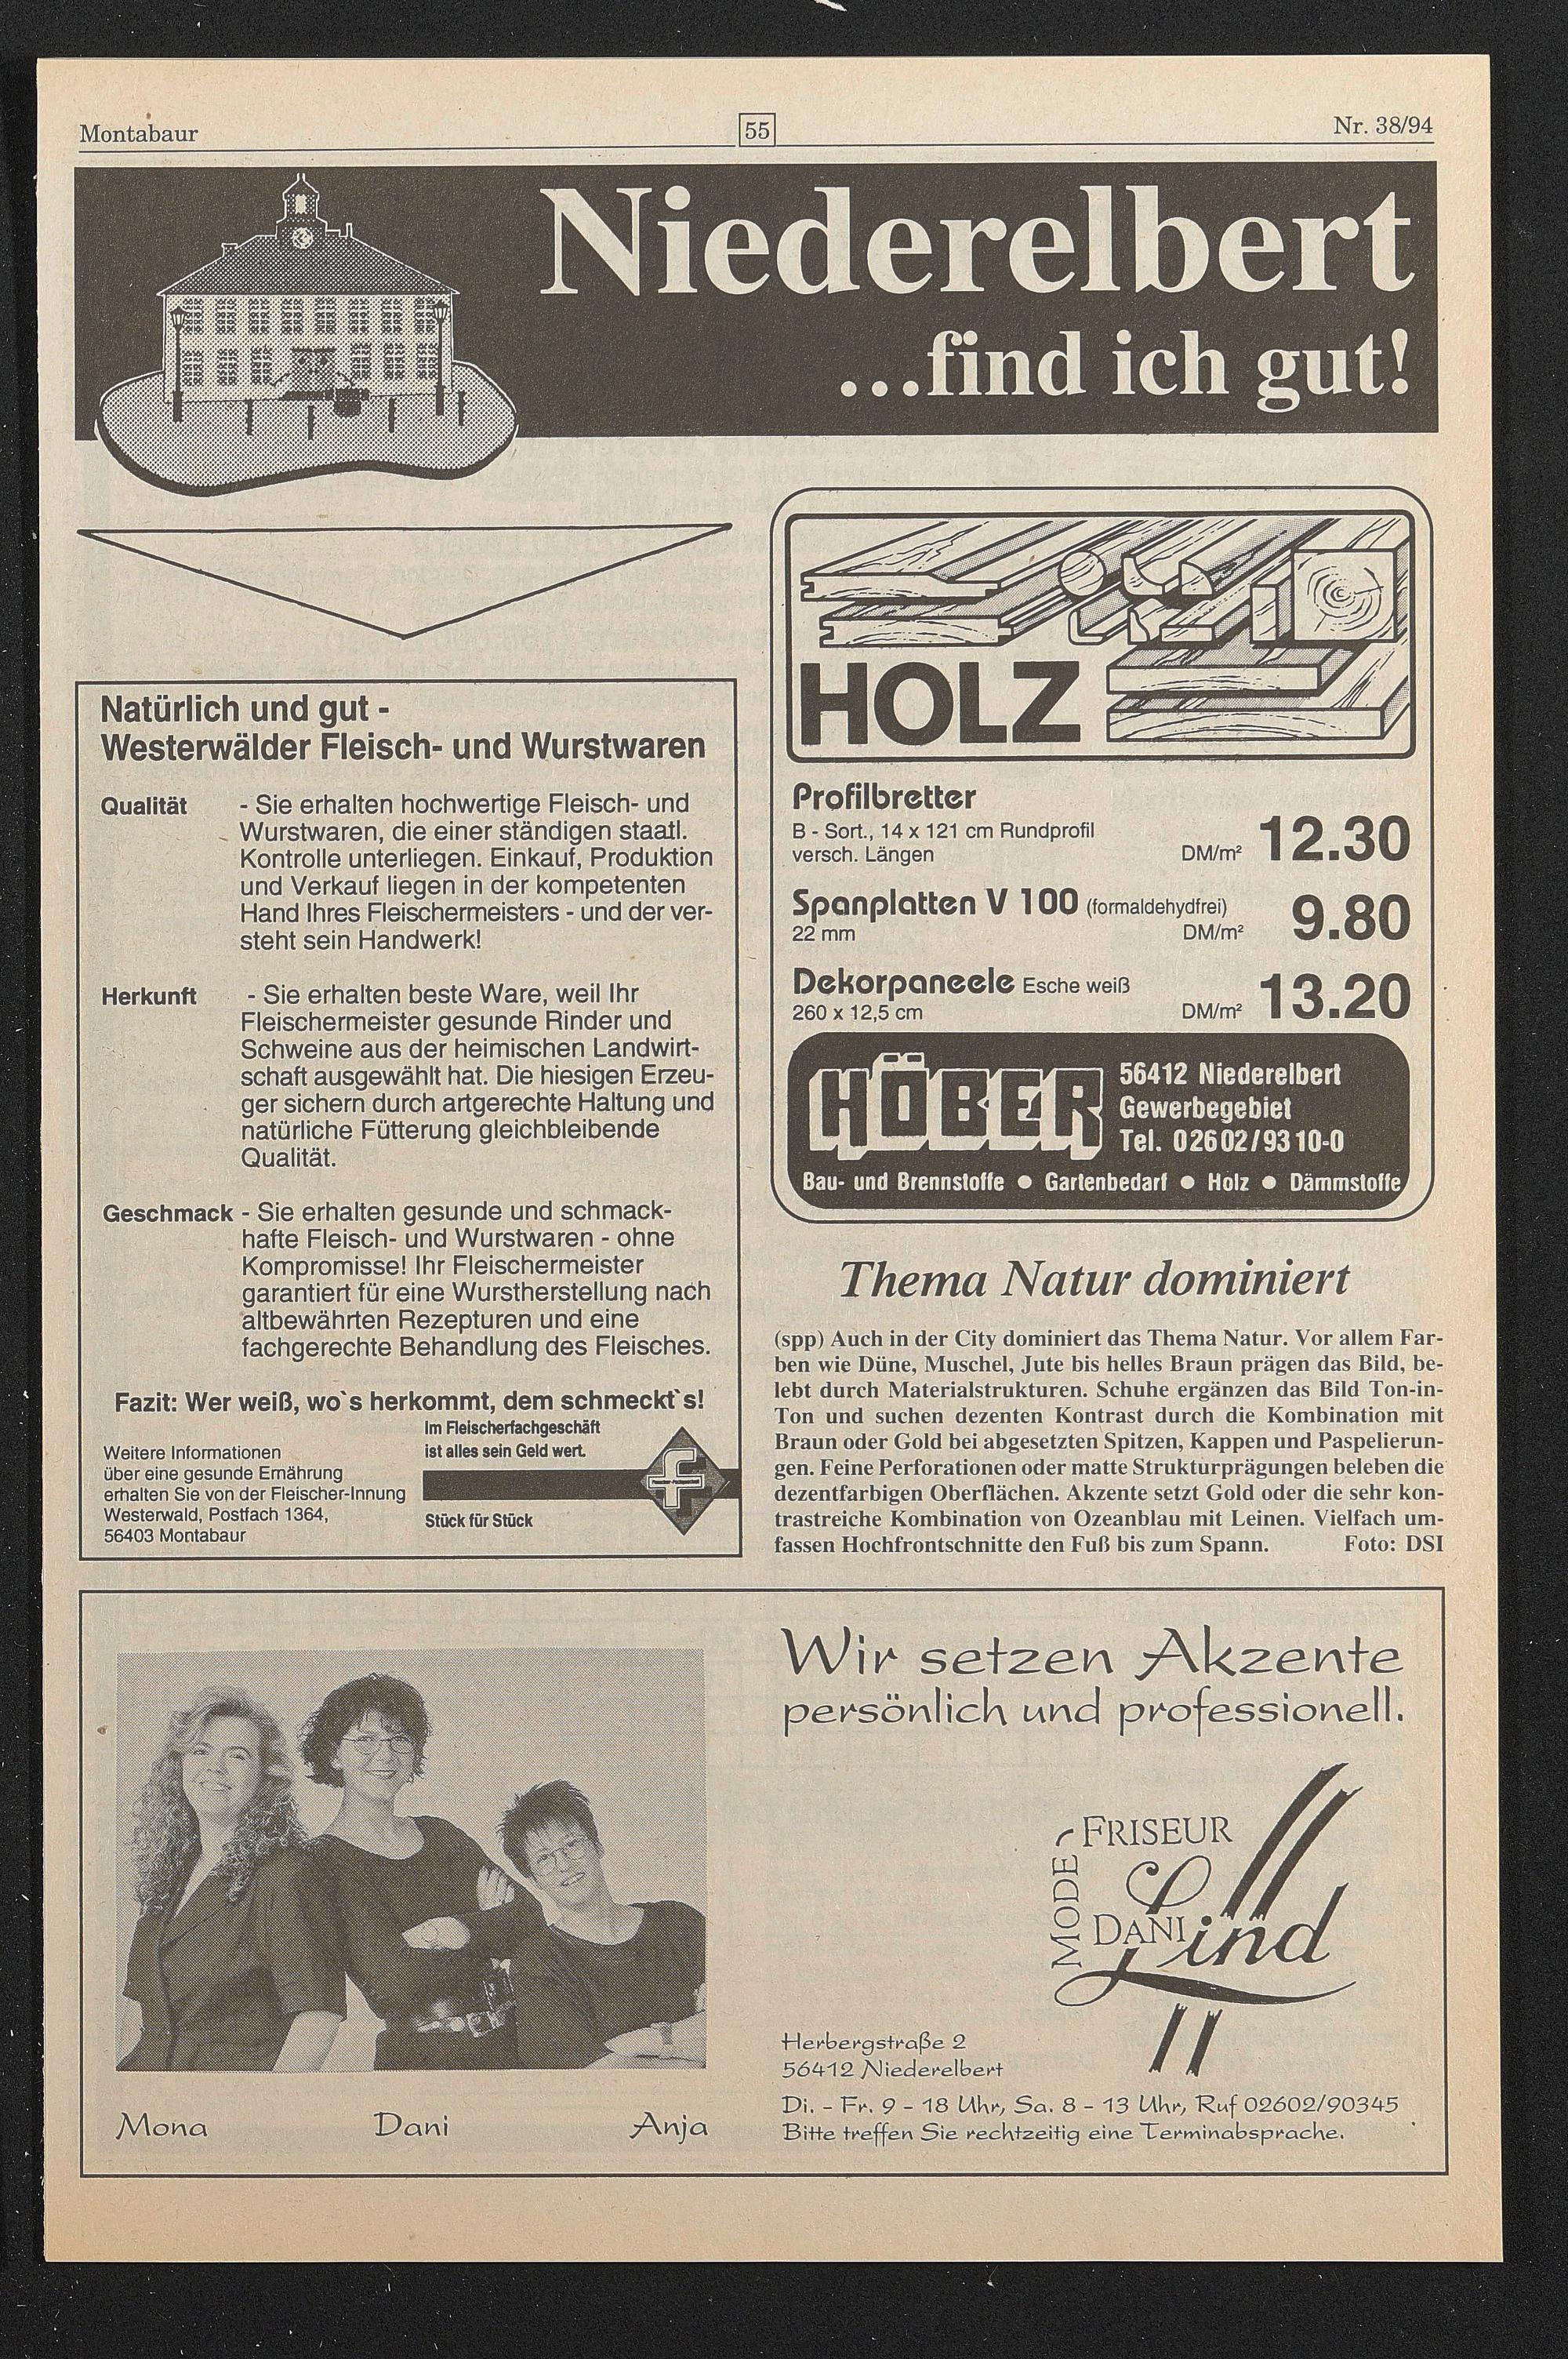 Montabaur
55
Nr. 38/94
Niederelbert
...find ich gut!
Natürlich und gut -
Westerwälder Fleisch- und Wurstwaren
Qualität - Sie erhalten hochwertige Fleisch- und
Wurstwaren, die einer ständigen staatl.
Kontrolle unterliegen. Einkauf, Produktion
und Verkauf liegen in der kompetenten
Hand Ihres Fleischermeisters - und der ver-
steht sein Handwerk!
Herkunft - Sie erhalten beste Ware, weil Ihr
Fleischermeister gesunde Rinder und
Schweine aus der heimischen Landwirt-
schaft ausgewählt hat. Die hiesigen Erzeu-
ger sichern durch artgerechte Haltung und
natürliche Fütterung gleichbleibende
Qualität.
Geschmack - Sie erhalten gesunde und schmack-
hafte Fleisch- und Wurstwaren - ohne
Kompromisse! Ihr Fleischermeister
garantiert für eine Wurstherstellung nach
altbewährten Rezepturen und eine
fachgerechte Behandlung des Fleisches.
Fazit: Wer weiß, wo`s herkommt, dem schmeckt`s!
Weitere Informationen
über eine gesunde Ernährung
erhalten Sie von der Fleischer-Innung
Westerwald, Postfach 1364,
56403 Montabaur
Im Fleischerfachgeschäft
ist alles sein Geld wert.
f
Stück für Stück
HOLZ
Profilbretter
B - Sort., 14 x 121 cm Rundprofil
versch. Längen DM/m² 12.30
Spanplatten V 100 (formaldehydfrei)
22 mm DM/m² 9.80
Dekorpaneele Esche weiß
260 x 12,5 cm DM/m² 13.20
HÖBER
56412 Niederelbert
Gewerbegebiet
Tel. 02602/9310-0
Bau- und Brennstoffe ● Gartenbedarf ● Holz ● Dämmstoffe
Thema Natur dominiert
(spp) Auch in der City dominiert das Thema Natur. Vor allem Far-
ben wie Düne, Muschel, Jute bis helles Braun prägen das Bild, be-
lebt durch Materialstrukturen. Schuhe ergänzen das Bild Ton-in-
Ton und suchen dezenten Kontrast durch die Kombination mit
Braun oder Gold bei abgesetzten Spitzen, Kappen und Paspelierun-
gen. Feine Perforationen oder matte Strukturprägungen beleben die
dezentfarbigen Oberflächen. Akzente setzt Gold oder die sehr kon-
trastreiche Kombination von Ozeanblau mit Leinen. Vielfach um-
fassen Hochfrontschnitte den Fuß bis zum Spann. Foto: DSI
Mona Dani Anja
Wir setzen Akzente
persönlich und professionell.
MODE-FRISEUR
DANI Lind
Herbergstraße 2
56412 Niederelbert
Di. - Fr. 9 - 18 Uhr, Sa. 8 - 13 Uhr, Ruf 02602/90345
Bitte treffen Sie rechtzeitig eine Terminabsprache.